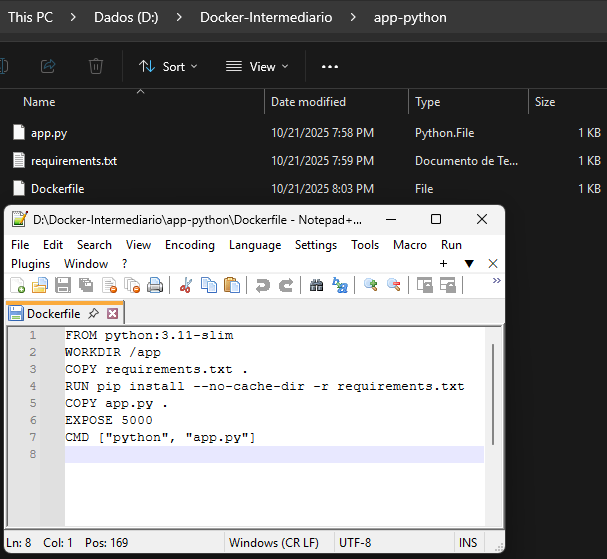 This PC > Dados (D:) > Docker-Intermediario > app-python
Sort View ...
Name Date modified Type Size
app.py 10/21/2025 7:58 PM Python.File 1 KB
requirements.txt 10/21/2025 7:59 PM Documento de Te... 1 KB
Dockerfile 10/21/2025 8:03 PM File 1 KB
D:\Docker-Intermediario\app-python\Dockerfile - Notepad+...
File Edit Search View Encoding Language Settings Tools Macro Run
Plugins Window ? + ▼ X
Dockerfile
1 FROM python:3.11-slim
2 WORKDIR /app
3 COPY requirements.txt .
4 RUN pip install --no-cache-dir -r requirements.txt
5 COPY app.py .
6 EXPOSE 5000
7 CMD ["python", "app.py"]
8
Ln: 8 Col: 1 Pos: 169 Windows (CR LF) UTF-8 INS